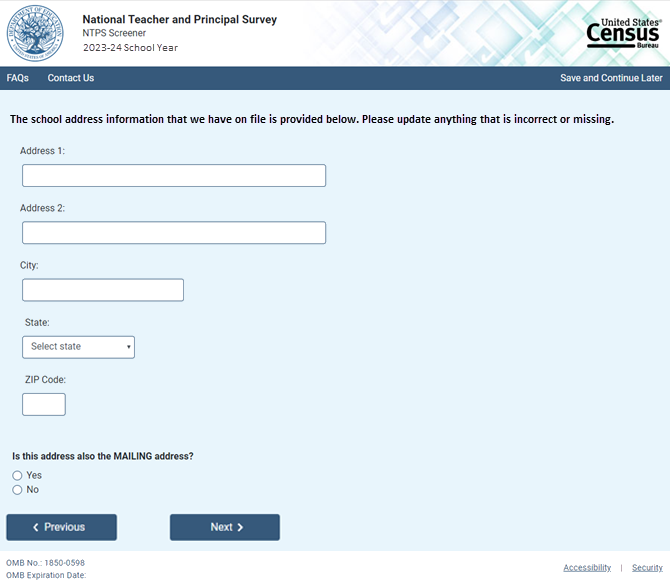 National Teacher and Principal Survey
NTPS Screener
2023-24 School Year
United States®
Census
Bureau
FAQs Contact Us Save and Continue Later
The school address information that we have on file is provided below. Please update anything that is incorrect or missing.
Address 1:
Address 2:
City:
State:
Select state
ZIP Code:
Is this address also the MAILING address?
Yes
No
Previous Next
OMB No.: 1850-0598
OMB Expiration Date:
Accessibility | Security